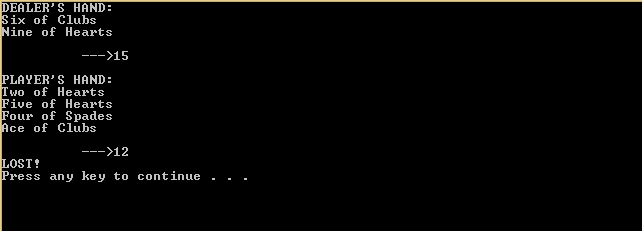 DEALER'S HAND:
Six of Clubs
Nine of Hearts
--->15
PLAYER'S HAND:
Two of Hearts
Five of Hearts
Four of Spades
Ace of Clubs
--->12
LOST!
Press any key to continue . . .